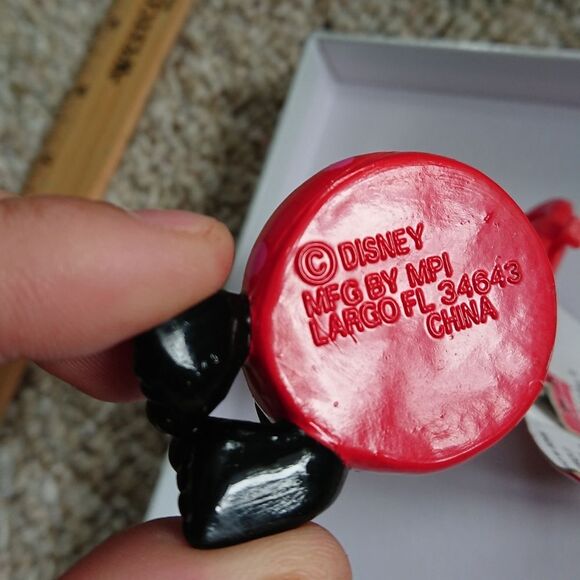 © DISNEY
MFG BY MPI
LARGO FL 34643
CHINA